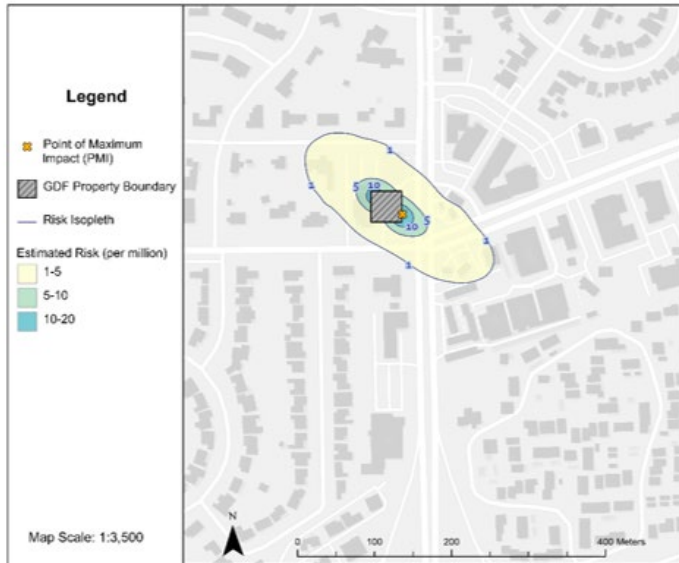 Legend
Point of Maximum
Impact (PMI)
GDF Property Boundary
Risk Isopleth
Estimated Risk (per million)
1-5
5-10
10-20
Map Scale: 1:3,500
N
1
1
5
10
5
10
1
1
0
100
200
400 Meters